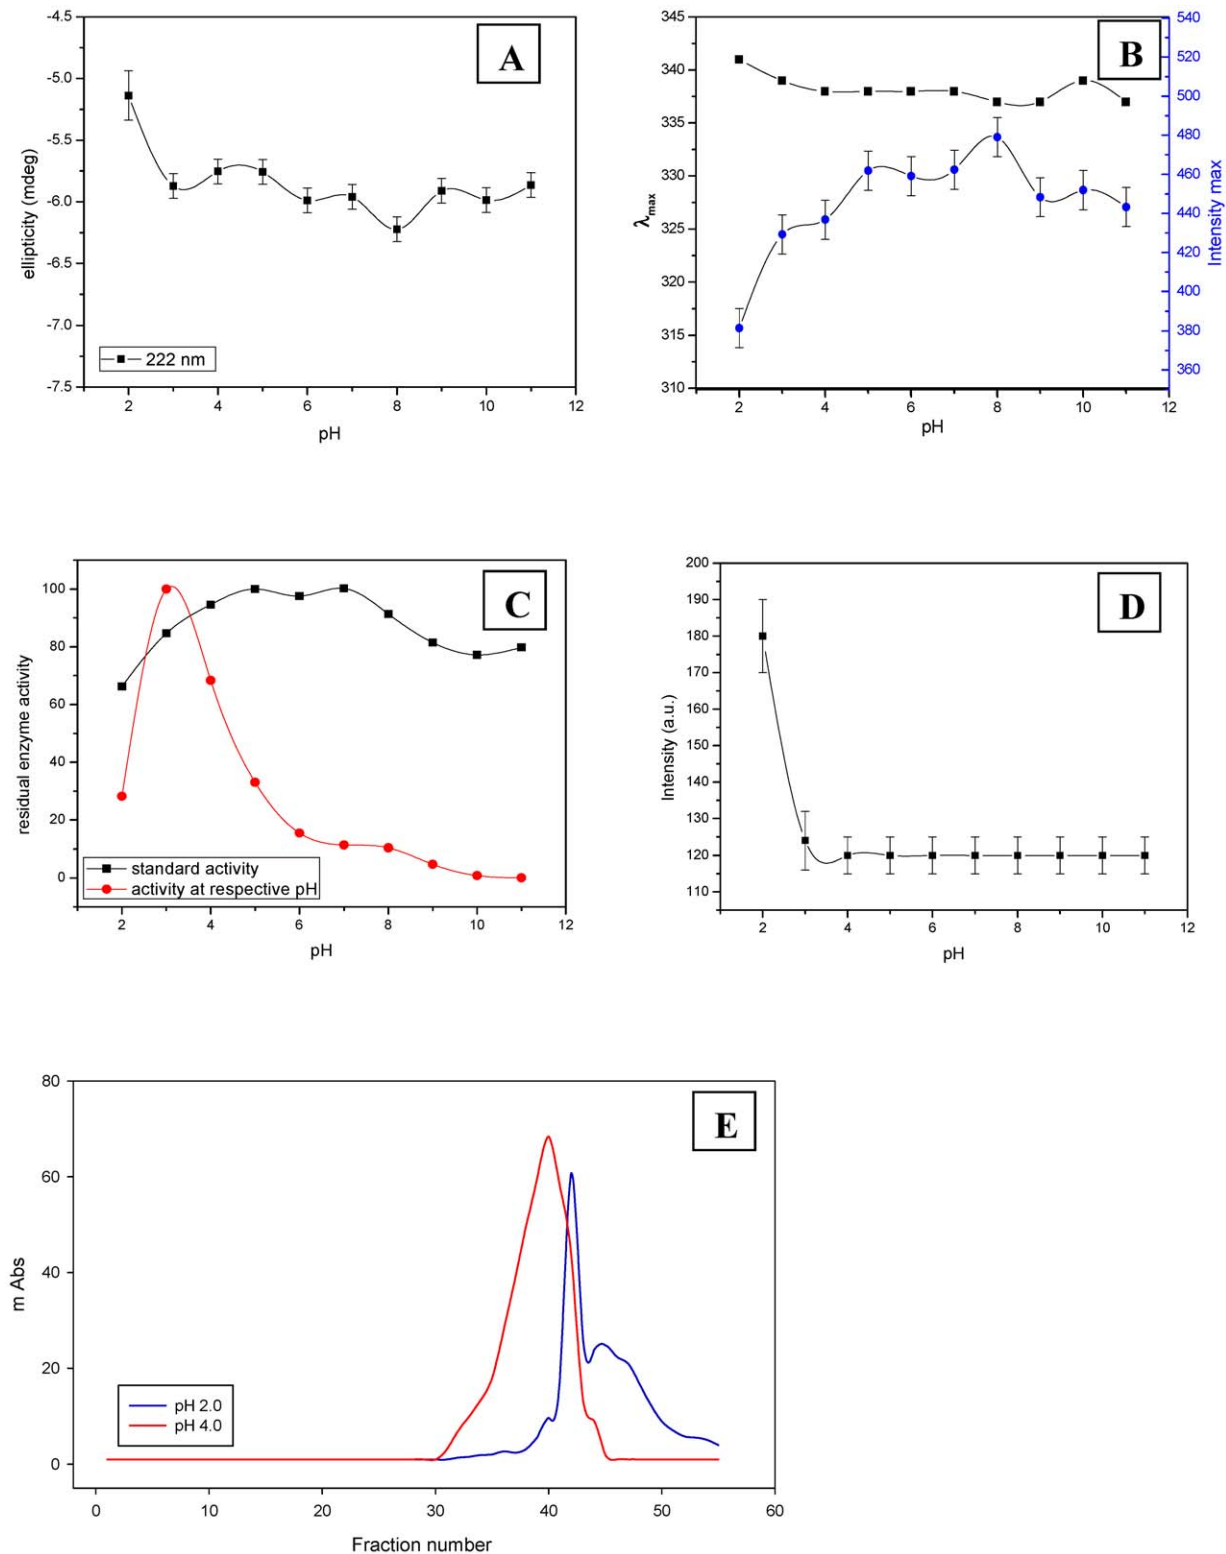 A
-4.5
-5.0
-5.5
-6.0
-6.5
-7.0
-7.5
ellipticity (mdeg)
222 nm
2 4 6 8 10 12
pH
B
345
340
335
330
325
320
315
310
λmax
540
520
500
480
460
440
420
400
380
360
Intensity max
2 4 6 8 10 12
pH
C
100
80
60
40
20
0
residual enzyme activity
standard activity
activity at respective pH
2 4 6 8 10 12
pH
D
200
190
180
170
160
150
140
130
120
110
Intensity (a.u.)
2 4 6 8 10 12
pH
E
80
60
40
20
0
m Abs
pH 2.0
pH 4.0
0 10 20 30 40 50 60
Fraction number